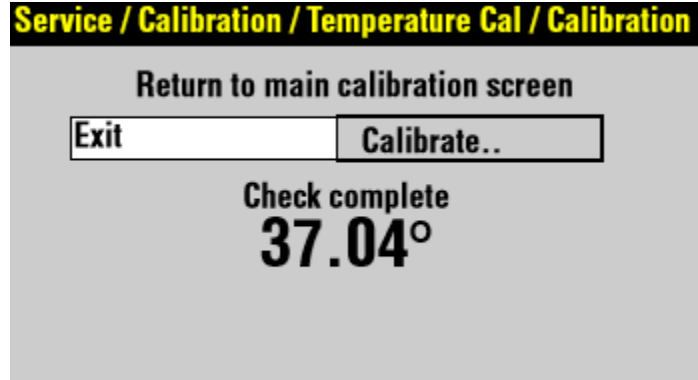 Service / Calibration / Temperature Cal / Calibration
Return to main calibration screen
Exit Calibrate..
Check complete
37.04°